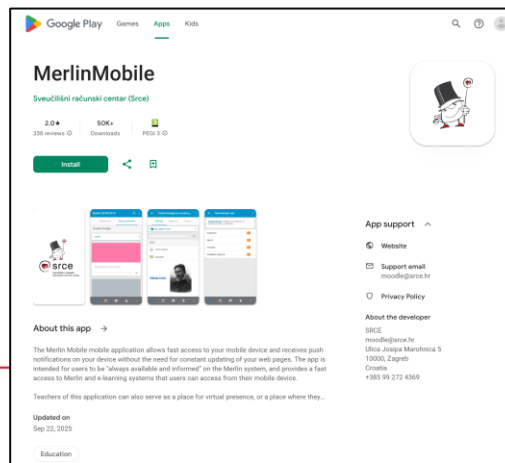 Google Play Games Apps Kids
MerlinMobile
Sveučilišni računski centar (Srce)
2.0★ 50K+
338 reviews Downloads PEGI 3
Install
srce
App support
Website
Support email
moodle@srce.hr
Privacy Policy
About the developer
SRCE
moodle@srce.hr
Ulica Josipa Marohnica 5
10000, Zagreb
Croatia
+385 99 272 4369
About this app →
The Merlin Mobile mobile application allows fast access to your mobile device and receives push
notifications on your device without the need for constant updating of your web pages. The app is
intended for users to be "always available and informed" on the Merlin system, and provides a fast
access to Merlin and e-learning systems that users can access from their mobile device.
Teachers of this application can also serve as a place for virtual presence, or a place where they...
Updated on
Sep 22, 2025
Education